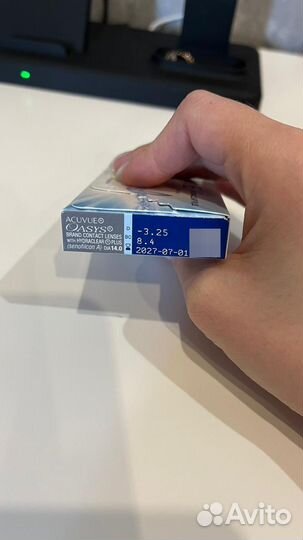 ACUVUE®
OASYS®
BRAND CONTACT LENSES
WITH HYDRACLEAR® PLUS
(senofilcon A) DIA 14.0
D
-3.25
BC
8.4
2027-07-01
Avito